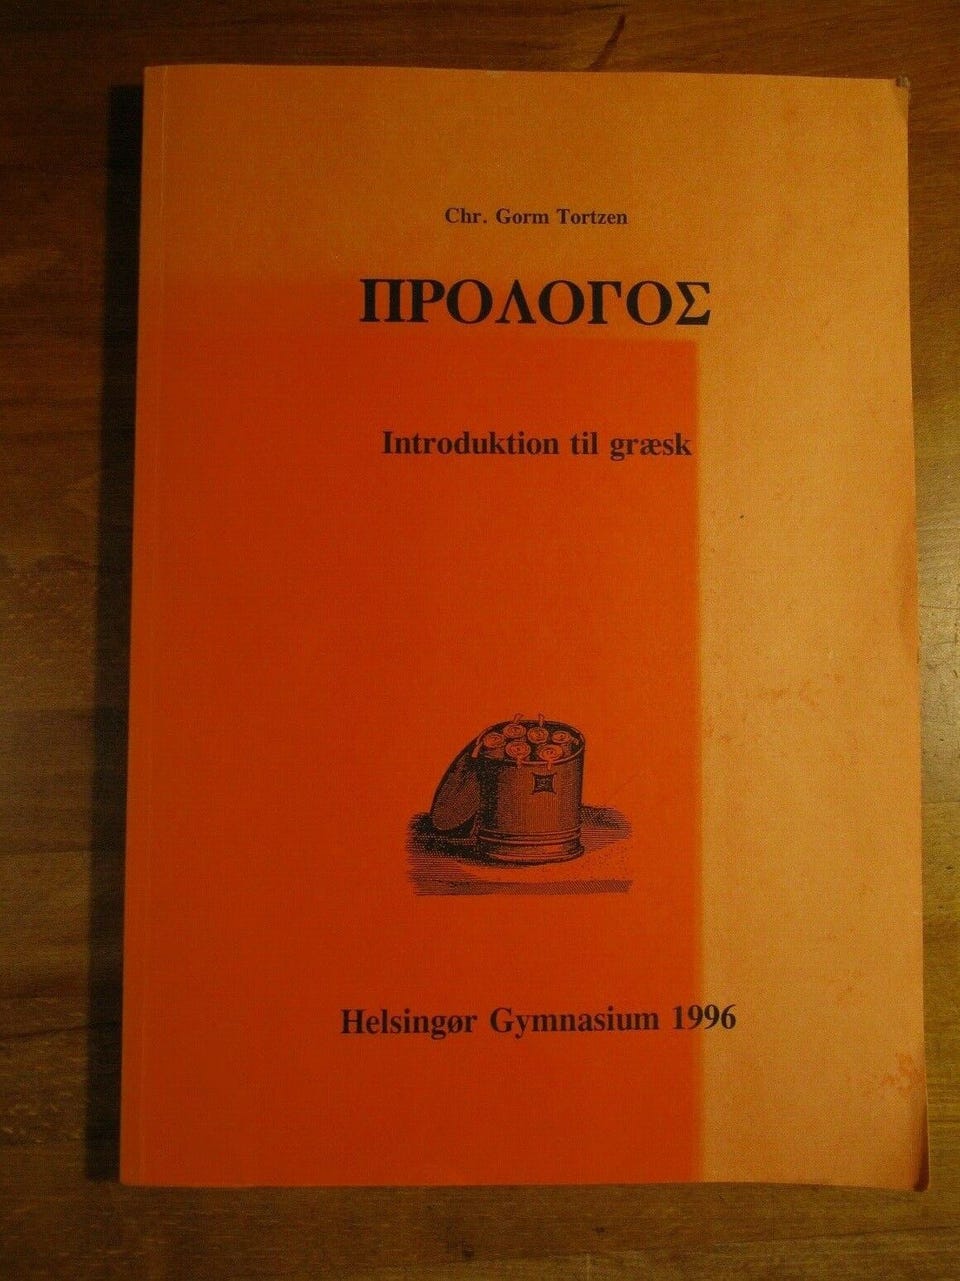 Chr. Gorm Tortzen
ΠΡΟΛΟΓΟΣ
Introduktion til græsk
Helsingør Gymnasium 1996